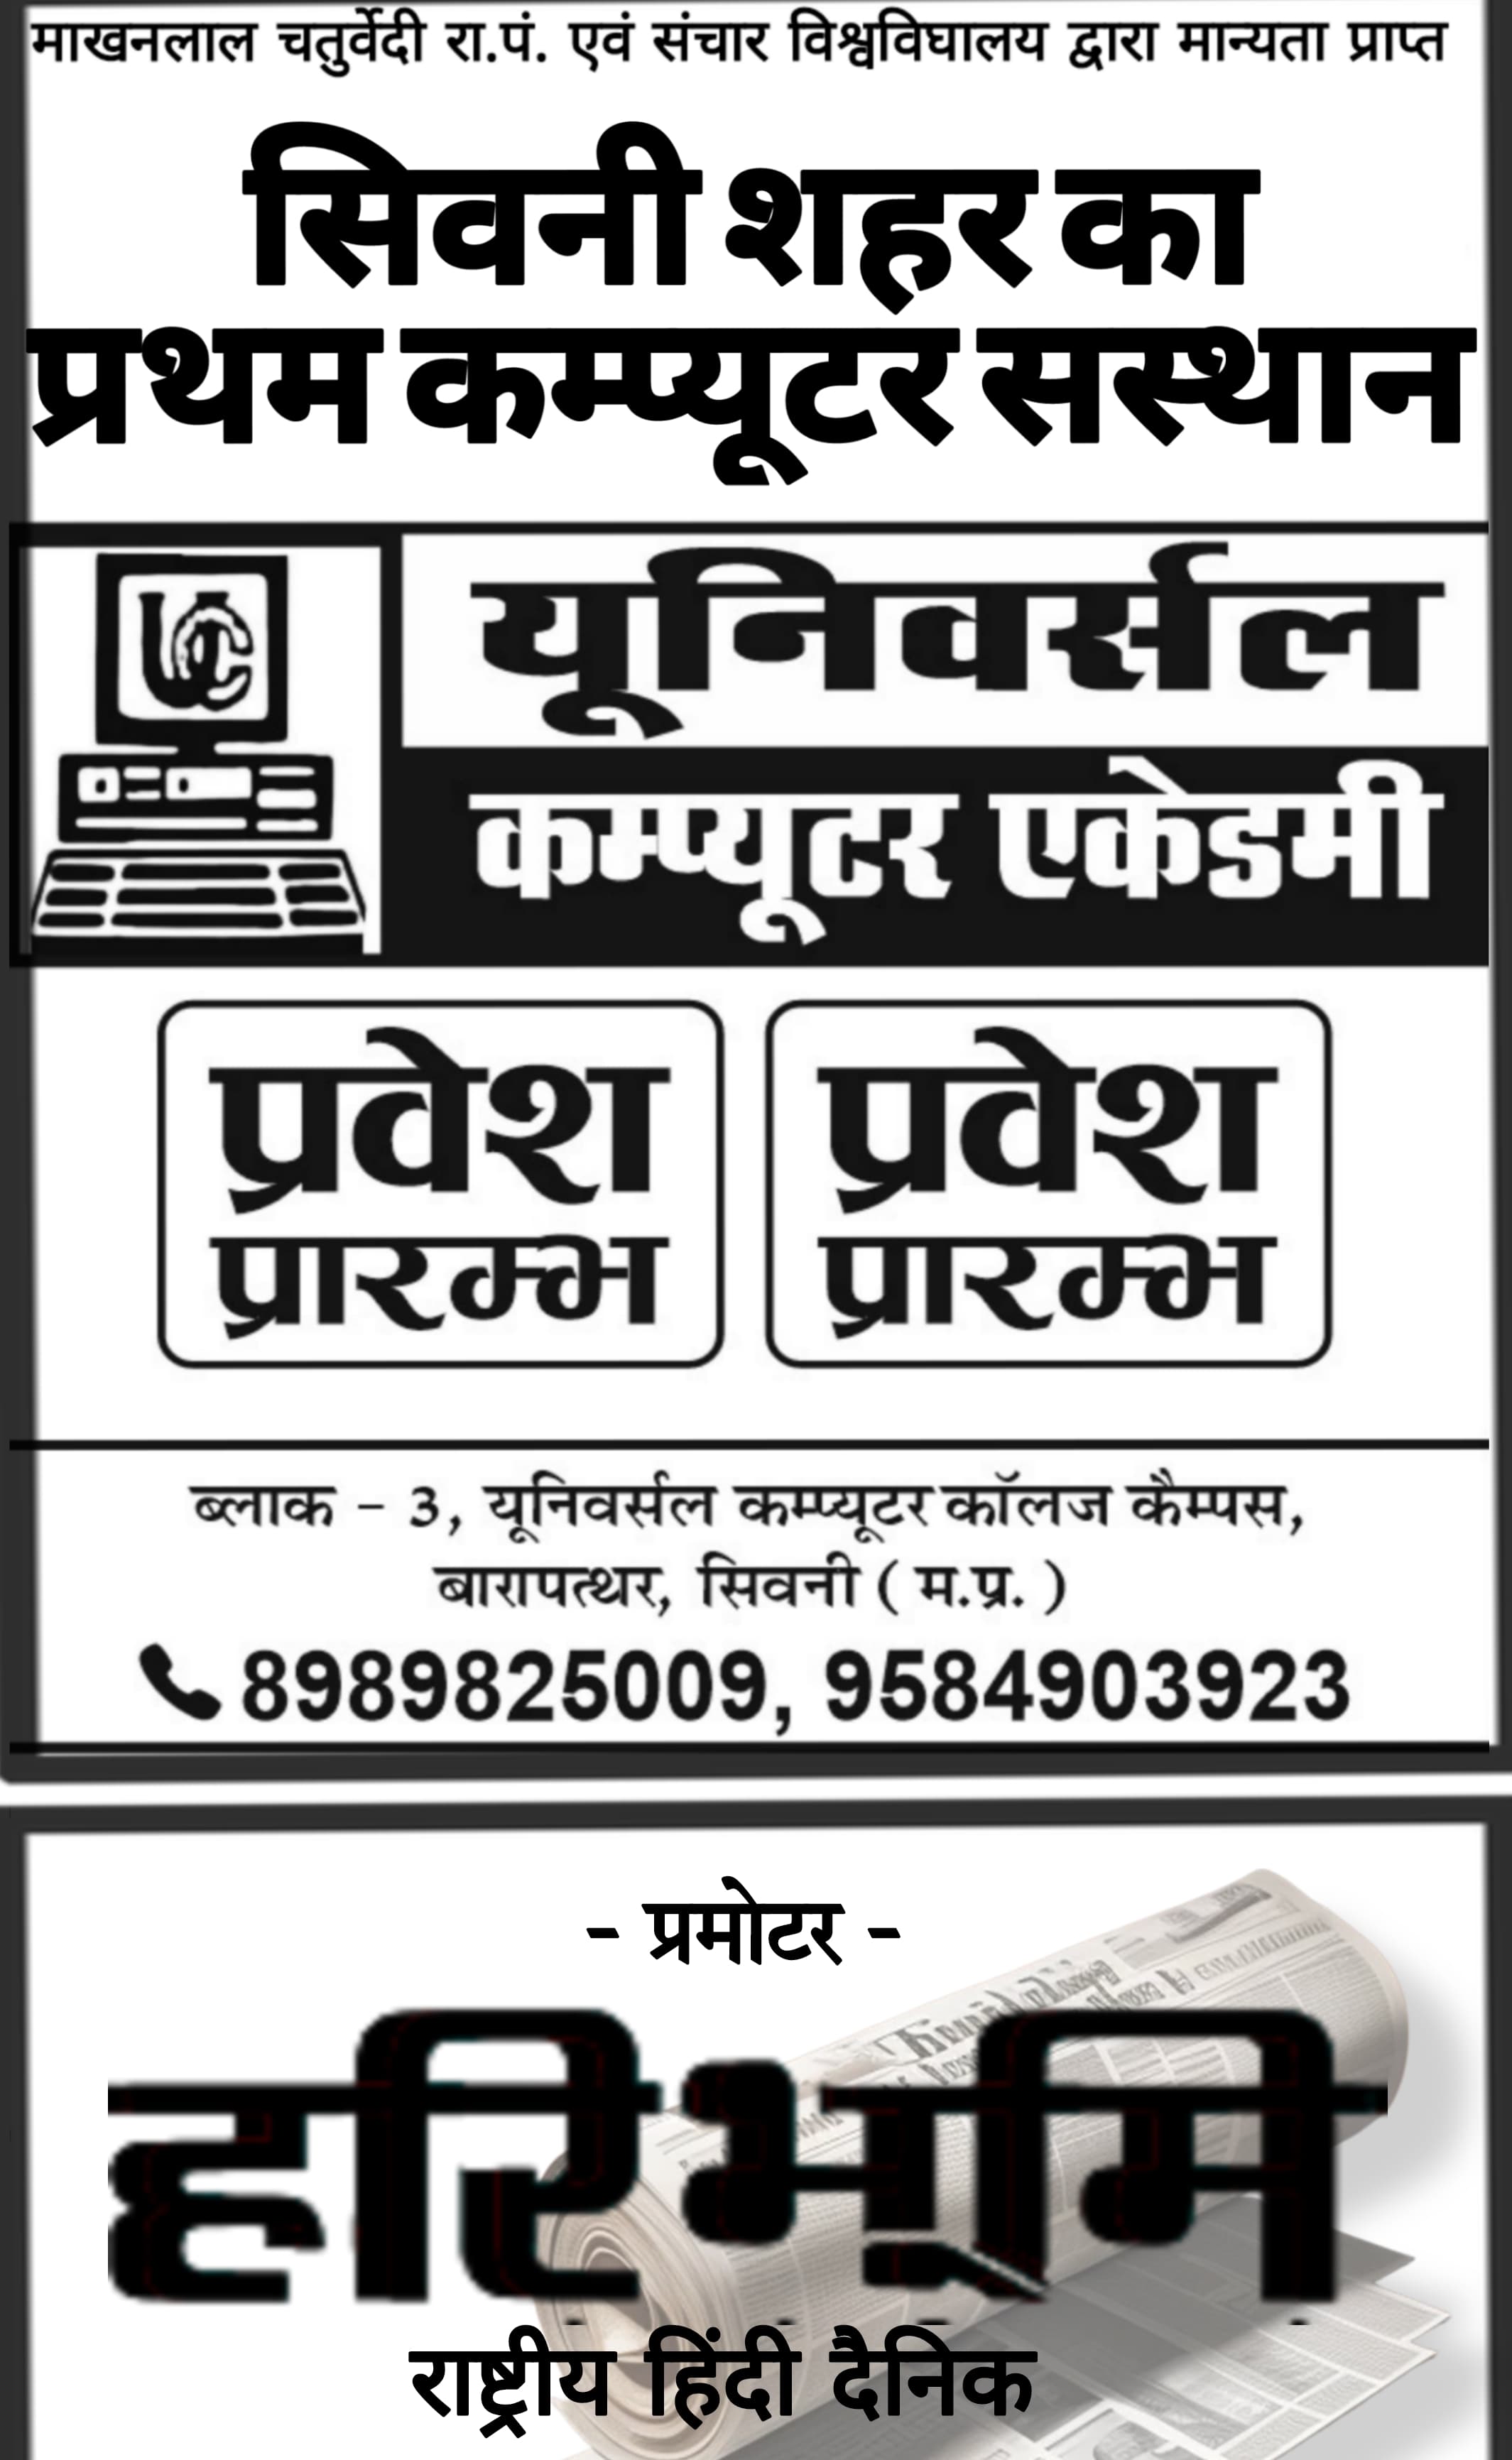 माखनलाल चतुर्वेदी रा.पं. एवं संचार विश्वविघालय द्वारा मान्यता प्राप्त
सिवनी शहर का
प्रथम कम्प्यूटर सस्थान
यूनिवर्सल
कम्प्यूटर एकेडमी
प्रवेश प्रवेश
प्रारम्भ प्रारम्भ
ब्लाक - 3, यूनिवर्सल कम्प्यूटर कॉलज कैम्पस,
बारापत्थर, सिवनी ( म.प्र. )
8989825009, 9584903923
- प्रमोटर -
हरिभूमि
राष्ट्रीय हिंदी दैनिक